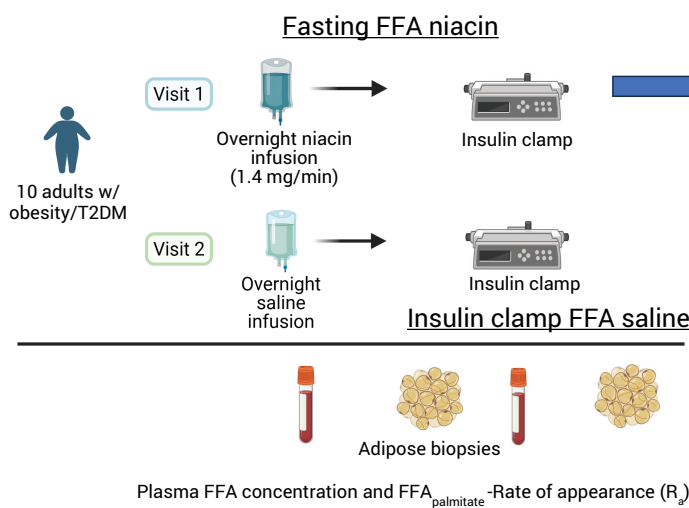 Fasting FFA niacin
Visit 1
Overnight niacin
infusion
(1.4 mg/min)
Insulin clamp
10 adults w/
obesity/T2DM
Visit 2
Overnight
saline
infusion
Insulin clamp
Insulin clamp FFA saline
Adipose biopsies
Plasma FFA concentration and FFApalmitate-Rate of appearance (Ra)